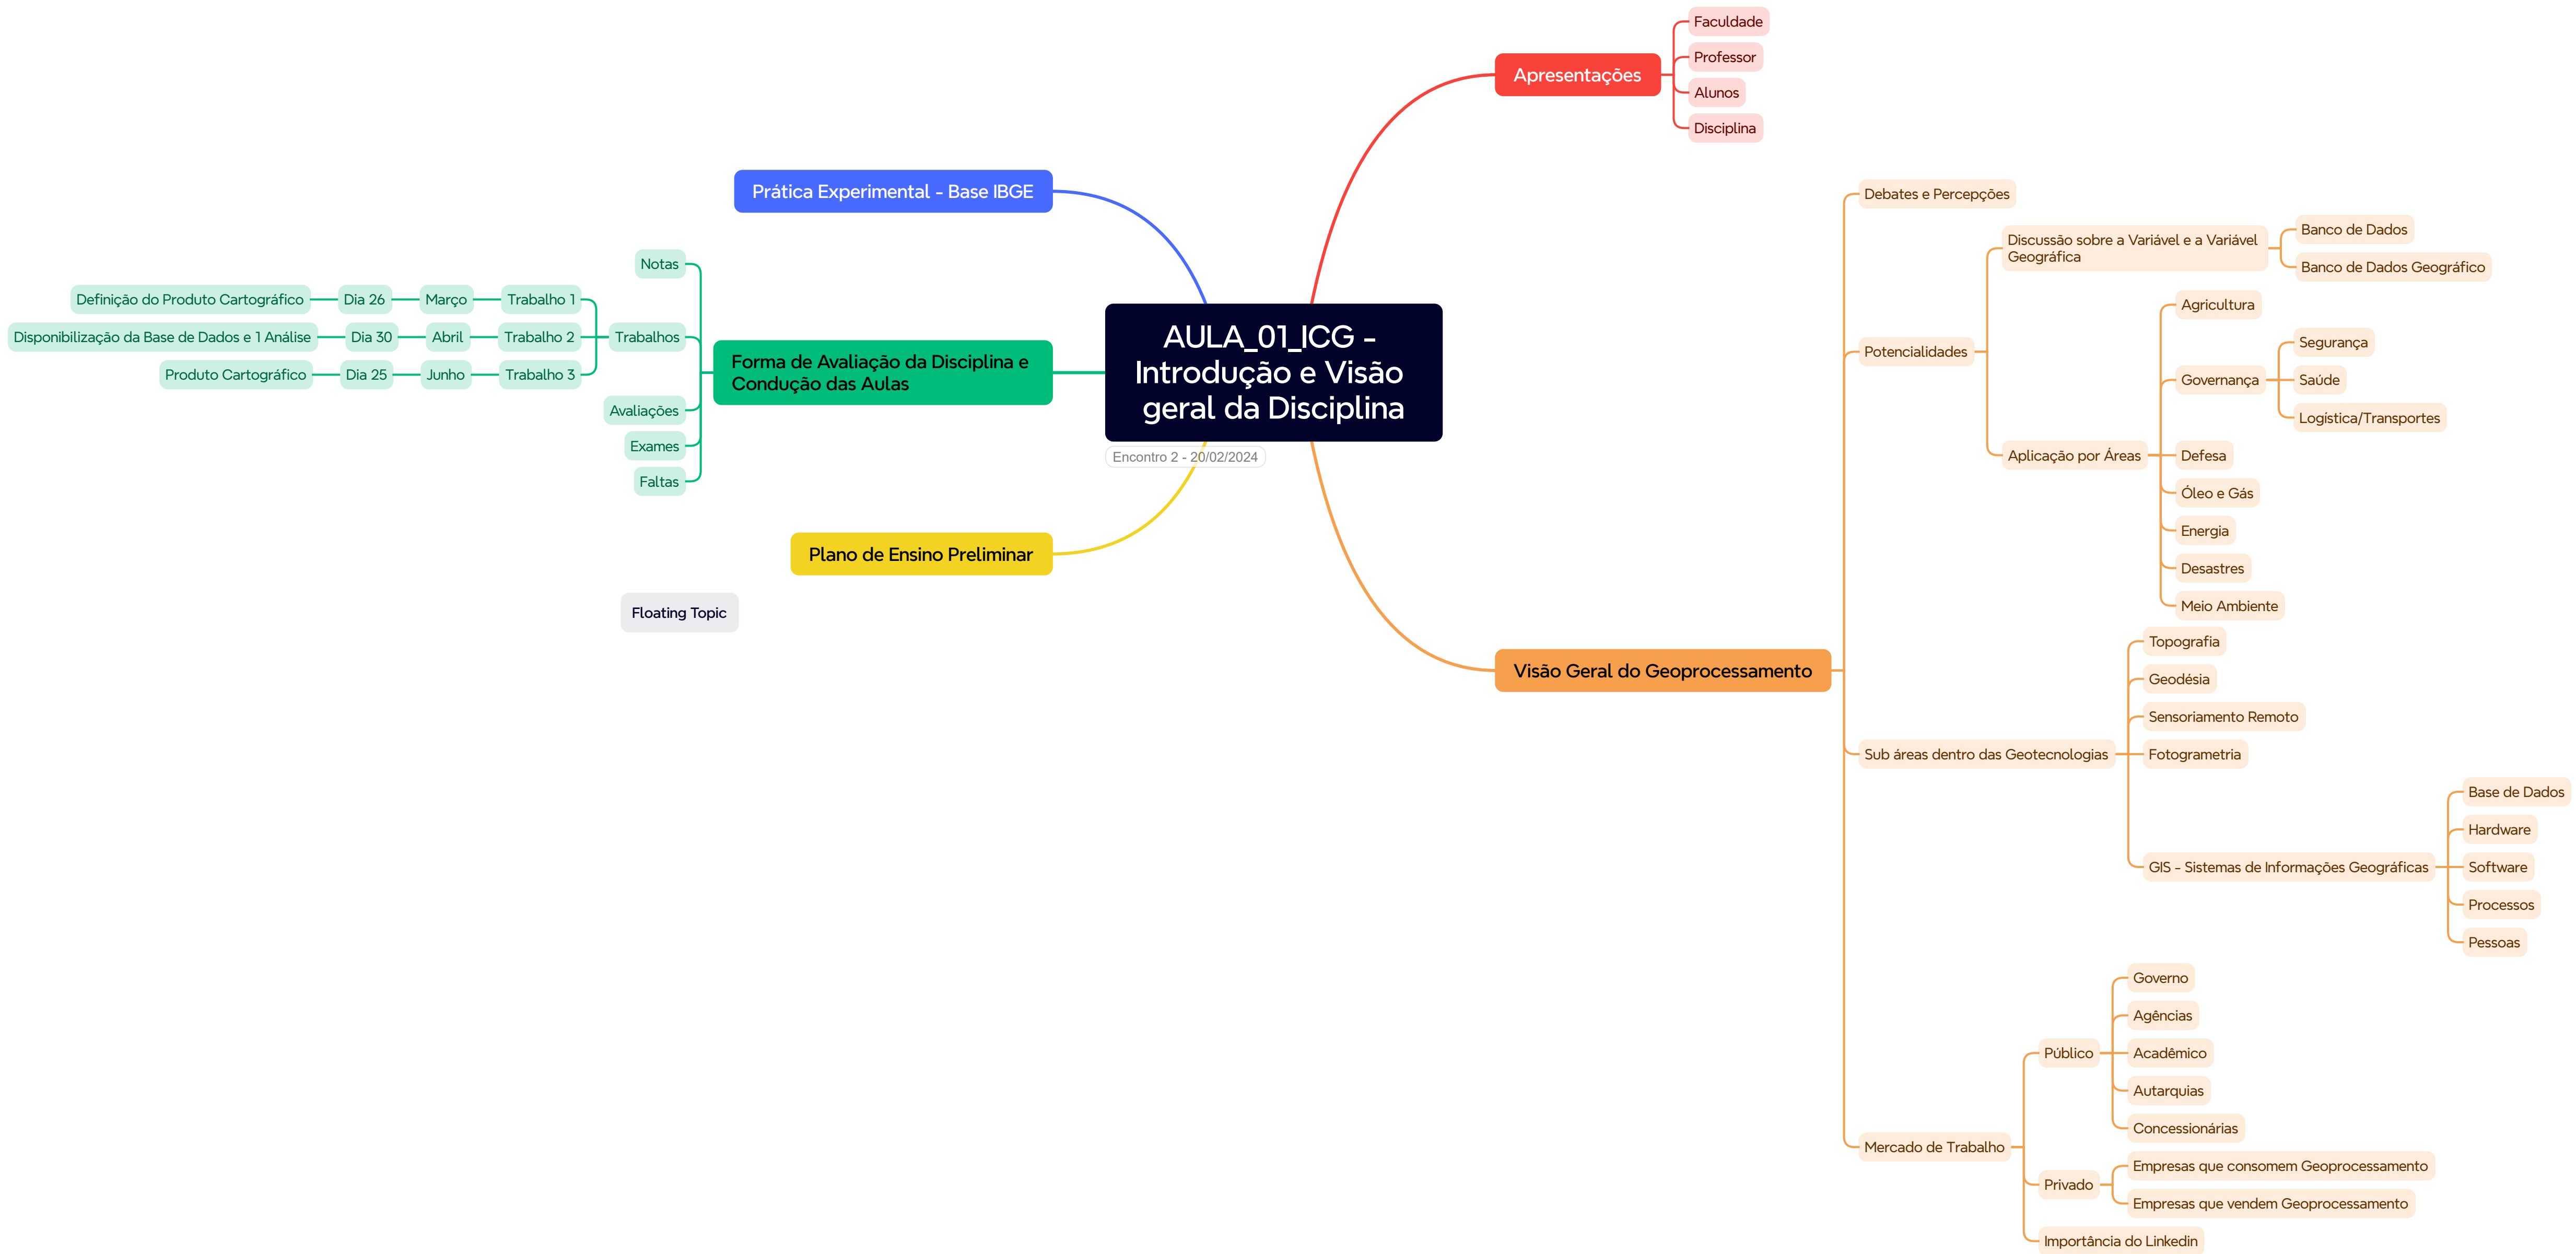 AULA_01_ICG -
Introdução e Visão
geral da Disciplina
Encontro 2 - 20/02/2024
Apresentações
Faculdade
Professor
Alunos
Disciplina
Visão Geral do Geoprocessamento
Debates e Percepções
Potencialidades
Discussão sobre a Variável e a Variável
Geográfica
Banco de Dados
Banco de Dados Geográfico
Aplicação por Áreas
Agricultura
Governança
Segurança
Saúde
Logística/Transportes
Defesa
Óleo e Gás
Energia
Desastres
Meio Ambiente
Sub áreas dentro das Geotecnologias
Topografia
Geodésia
Sensoriamento Remoto
Fotogrametria
GIS - Sistemas de Informações Geográficas
Base de Dados
Hardware
Software
Processos
Pessoas
Mercado de Trabalho
Público
Governo
Agências
Acadêmico
Autarquias
Concessionárias
Privado
Empresas que consomem Geoprocessamento
Empresas que vendem Geoprocessamento
Importância do Linkedin
Prática Experimental - Base IBGE
Forma de Avaliação da Disciplina e
Condução das Aulas
Notas
Trabalhos
Trabalho 1
Março
Dia 26
Definição do Produto Cartográfico
Trabalho 2
Abril
Dia 30
Disponibilização da Base de Dados e 1 Análise
Trabalho 3
Junho
Dia 25
Produto Cartográfico
Avaliações
Exames
Faltas
Plano de Ensino Preliminar
Floating Topic